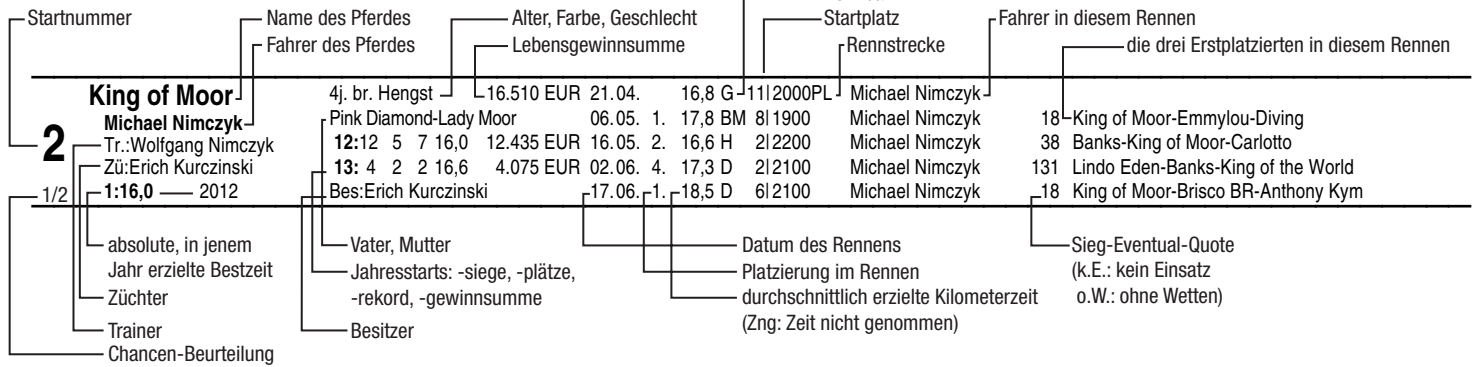 Startnummer Name des Pferdes Alter, Farbe, Geschlecht Startplatz Fahrer in diesem Rennen
Fahrer des Pferdes Lebensgewinnsumme Rennstrecke die drei Erstplatzierten in diesem Rennen
King of Moor 4j. br. Hengst 16.510 EUR 21.04. 16,8 G 11 2000PL Michael Nimczyk
Michael Nimczyk Pink Diamond-Lady Moor 06.05. 1. 17,8 BM 8 1900 Michael Nimczyk 18 King of Moor-Emmylou-Diving
2 Tr.:Wolfgang Nimczyk 12:12 5 7 16,0 12.435 EUR 16.05. 2. 16,6 H 2 2200 Michael Nimczyk 38 Banks-King of Moor-Carlotto
Zü:Erich Kurczinski 13: 4 2 2 16,6 4.075 EUR 02.06. 4. 17,3 D 2 2100 Michael Nimczyk 131 Lindo Eden-Banks-King of the World
1/2 1:16,0 2012 Bes:Erich Kurczinski 17.06. 1. 18,5 D 6 2100 Michael Nimczyk 18 King of Moor-Brisco BR-Anthony Kym
absolute, in jenem Vater, Mutter Datum des Rennens Sieg-Eventual-Quote
Jahr erzielte Bestzeit Jahresstarts: -siege, -plätze, Platzierung im Rennen (k.E.: kein Einsatz
Züchter -rekord, -gewinnsumme durchschnittlich erzielte Kilometerzeit o.W.: ohne Wetten)
Trainer Besitzer (Zng: Zeit nicht genommen)
Chancen-Beurteilung